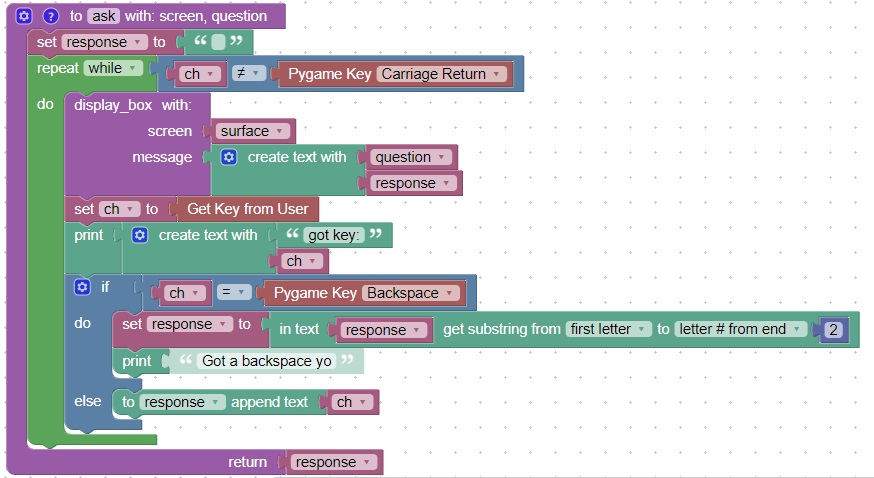 to ask with: screen, question
set response to “ ”
repeat while ch ≠ Pygame Key Carriage Return
do display_box with:
screen surface
message create text with question
response
set ch to Get Key from User
print create text with “ got key: ”
ch
if ch = Pygame Key Backspace
do set response to in text response get substring from first letter to letter # from end 2
print “ Got a backspace yo ”
else to response append text ch
return response